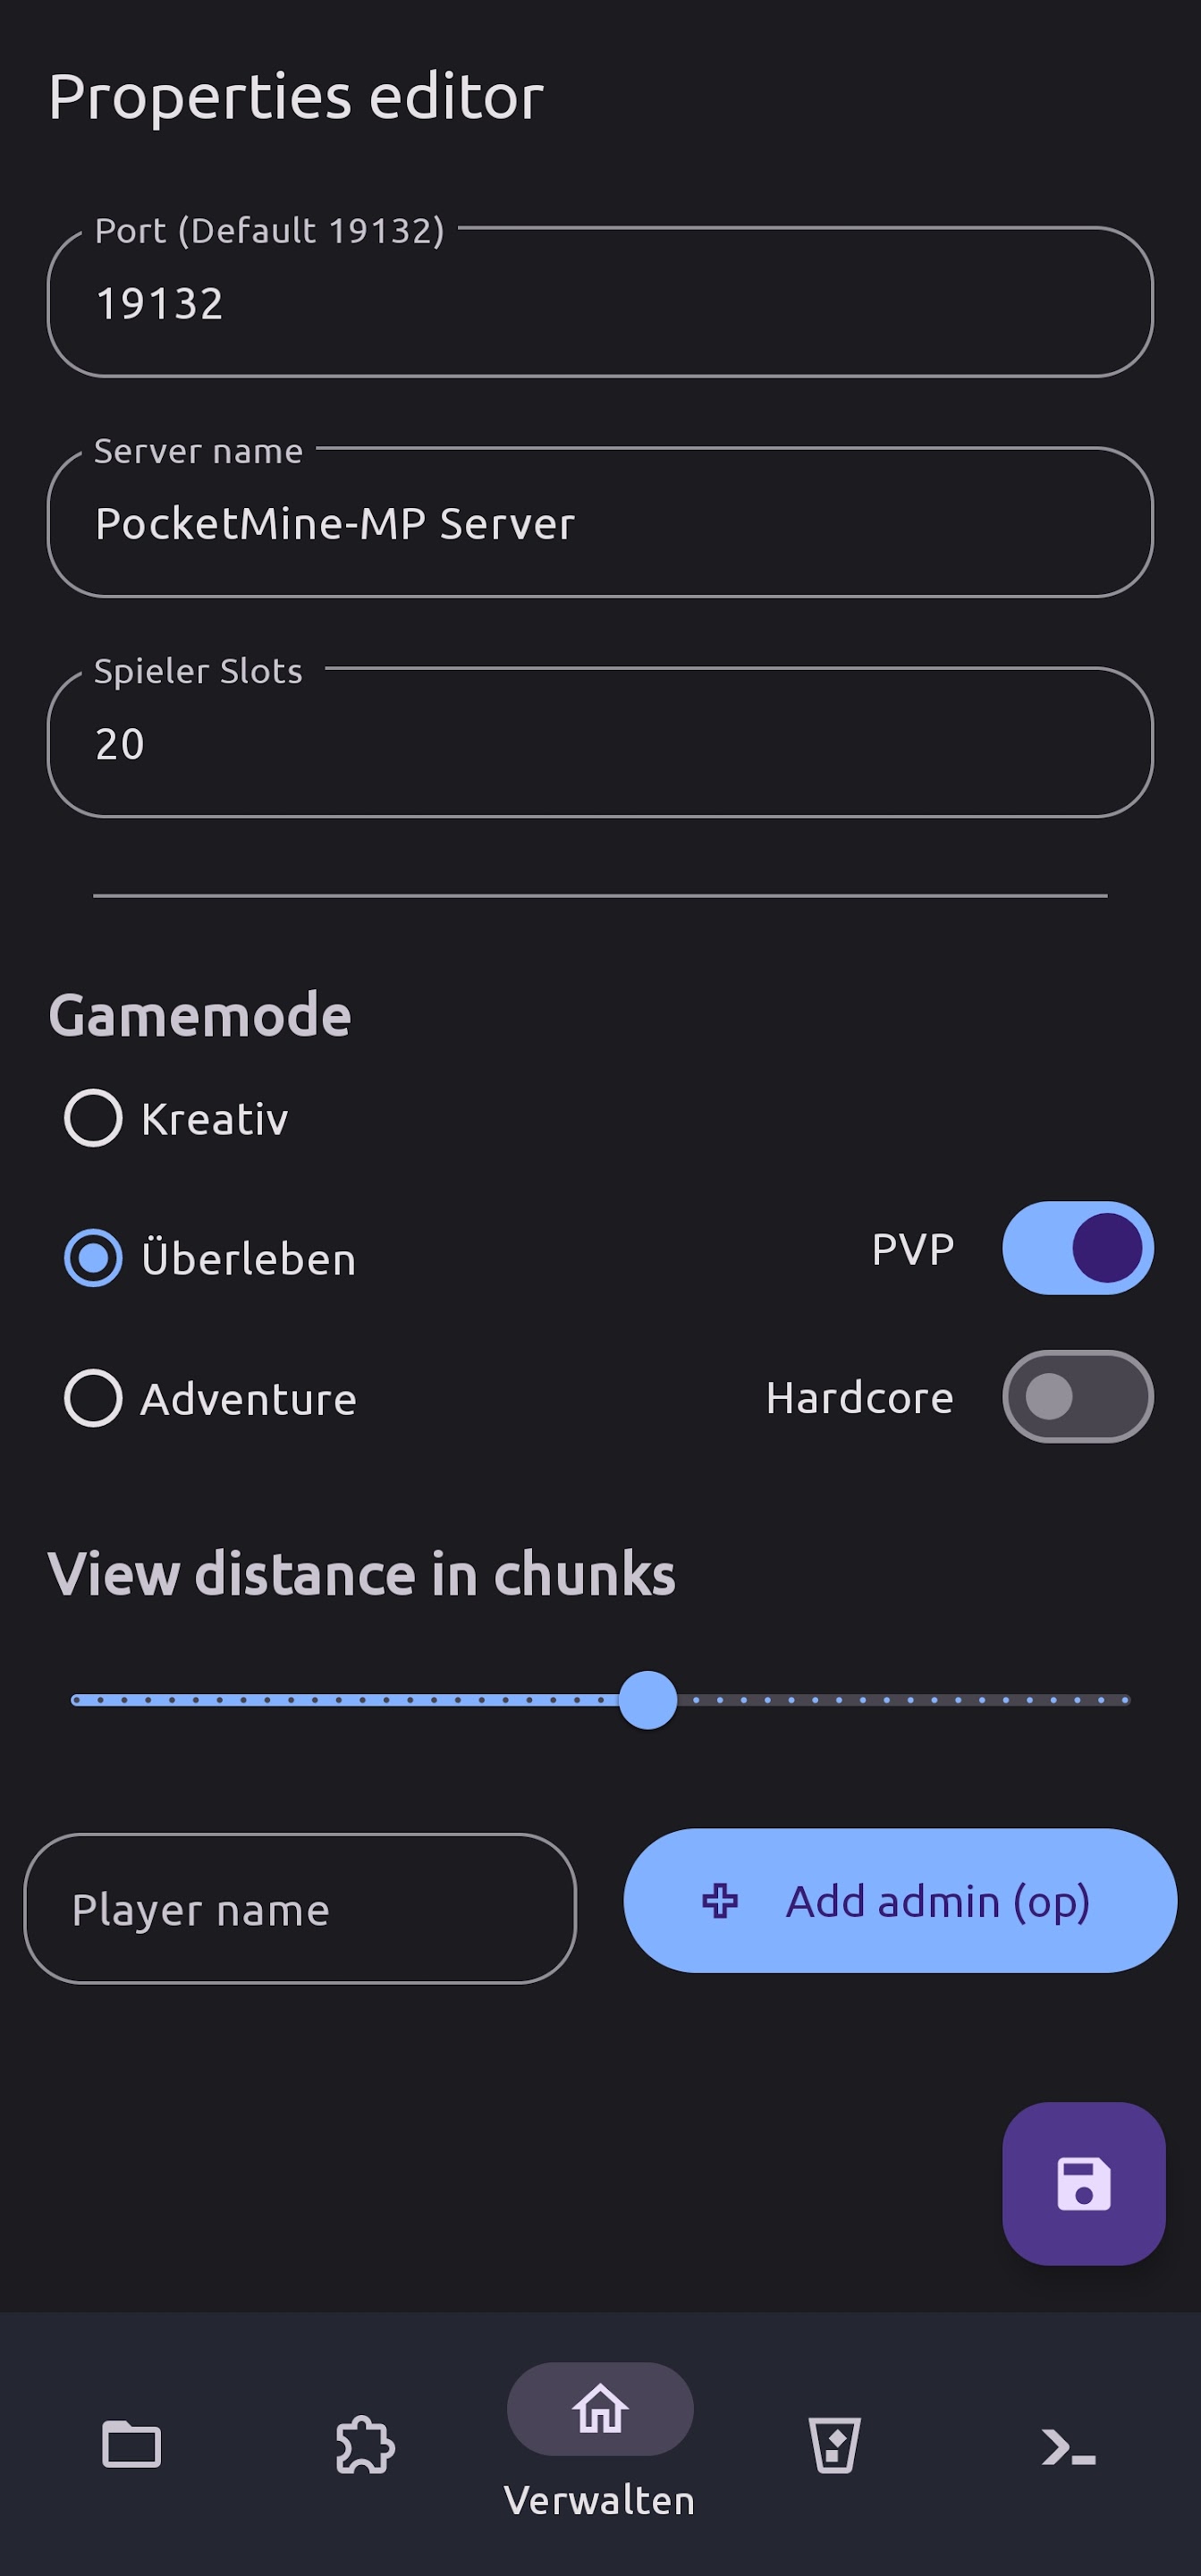 Properties editor
Port (Default 19132)
19132
Server name
PocketMine-MP Server
Spieler Slots
20
Gamemode
Kreativ
Überleben
PVP
Adventure
Hardcore
View distance in chunks
Player name
Add admin (op)
Verwalten